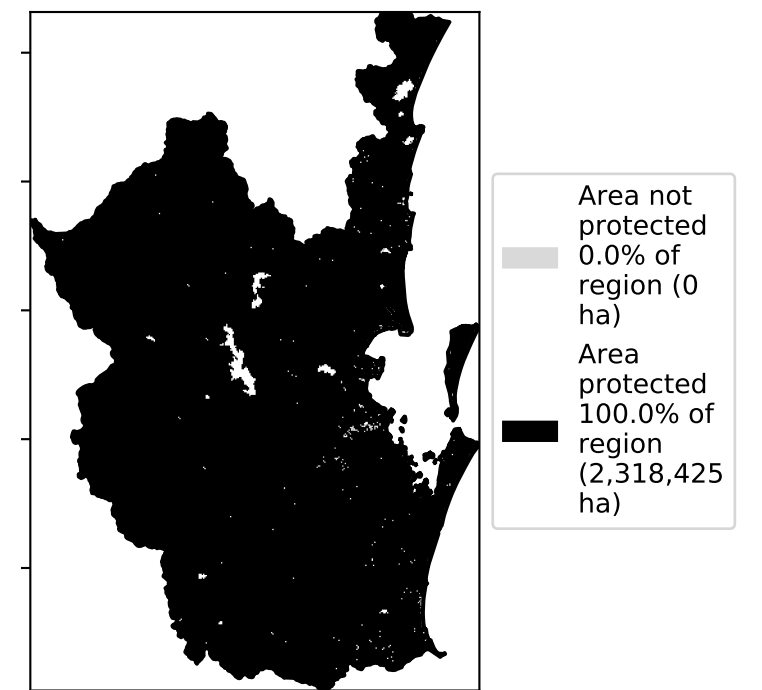 Area not
protected
0.0% of
region (0
ha)
Area
protected
100.0% of
region
(2,318,425
ha)